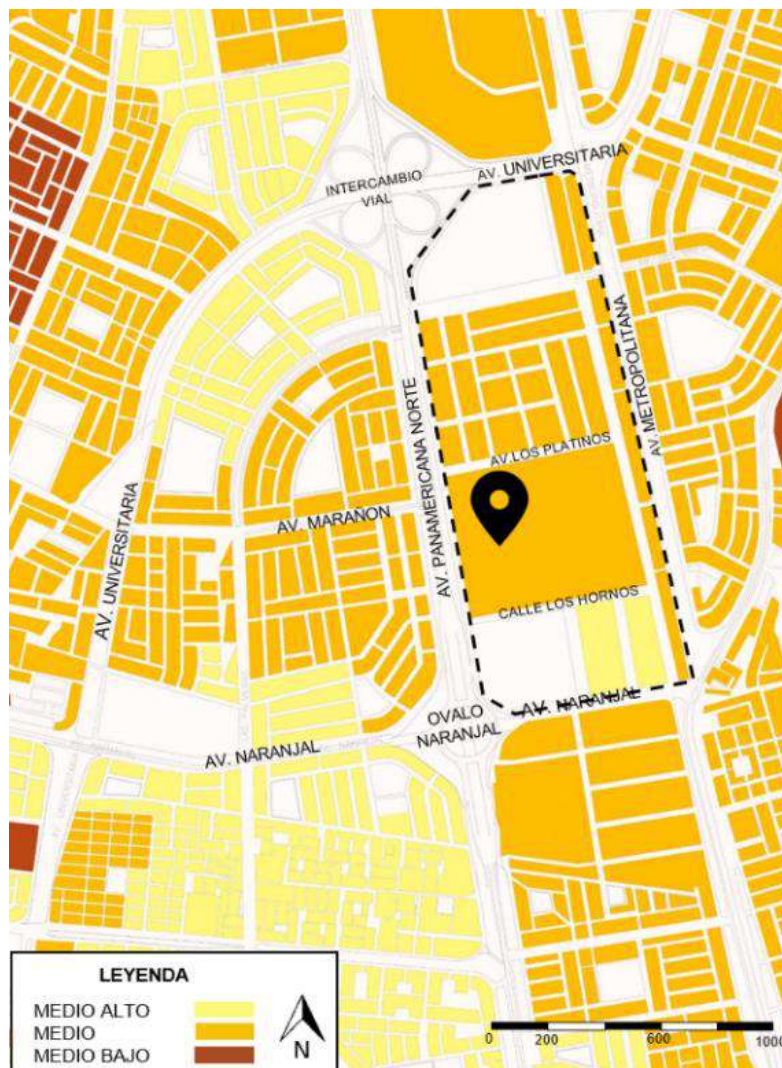 AV. UNIVERSITARIA
INTERCAMBIO
VIAL
AV. METROPOLITANA
AV. PANAMERICANA NORTE
AV.LOS PLATINOS
AV. MARAÑON
AV. UNIVERSITARIA
CALLE LOS HORNOS
AV. NARANJAL
OVALO
NARANJAL
AV. NARANJAL
LEYENDA
MEDIO ALTO
MEDIO
MEDIO BAJO
N
0 200 600 1000